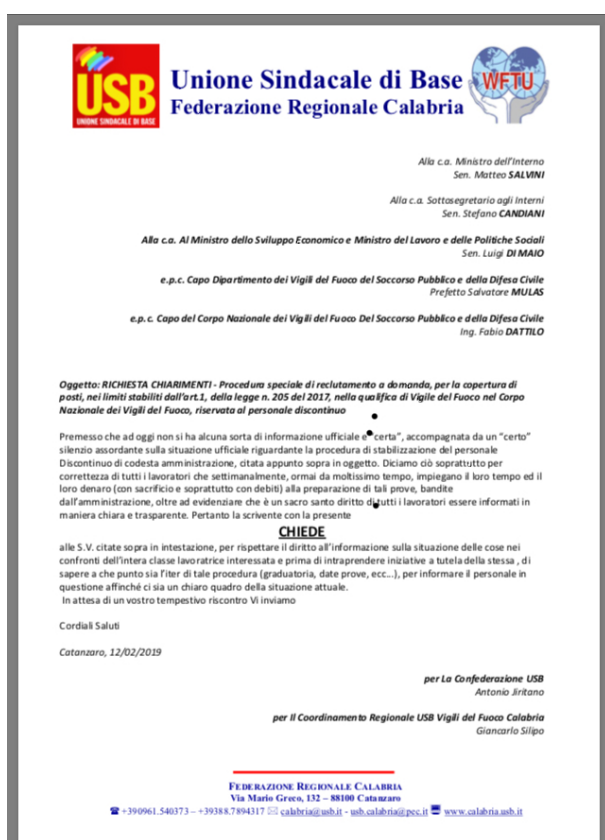 USB
UNIONE SINDACALE DI BASE
Unione Sindacale di Base
Federazione Regionale Calabria
WFTU
Alla c.a. Ministro dell'Interno
Sen. Matteo SALVINI
Alla c.a. Sottosegretario agli Interni
Sen. Stefano CANDIANI
Alla c.a. Al Ministro dello Sviluppo Economico e Ministro del Lavoro e delle Politiche Sociali
Sen. Luigi DI MAIO
e.p.c. Capo Dipartimento dei Vigili del Fuoco del Soccorso Pubblico e della Difesa Civile
Prefetto Salvatore MULAS
e.p.c. Capo del Corpo Nazionale dei Vigili del Fuoco Del Soccorso Pubblico e della Difesa Civile
Ing. Fabio DATTILO
Oggetto: RICHIESTA CHIARIMENTI - Procedura speciale di reclutamento a domanda, per la copertura di
posti, nei limiti stabiliti dall'art.1, della legge n. 205 del 2017, nella qualifica di Vigile del Fuoco nel Corpo
Nazionale dei Vigili del Fuoco, riservata al personale discontinuo
Premesso che ad oggi non si ha alcuna sorta di informazione ufficiale e "certa", accompagnata da un "certo"
silenzio assordante sulla situazione ufficiale riguardante la procedura di stabilizzazione del personale
Discontinuo di codesta amministrazione, citata appunto sopra in oggetto. Diciamo ciò soprattutto per
correttezza di tutti i lavoratori che settimanalmente, ormai da moltissimo tempo, impiegano il loro tempo ed il
loro denaro (con sacrificio e soprattutto con debiti) alla preparazione di tali prove, bandite
dall'amministrazione, oltre ad evidenziare che è un sacro santo diritto di tutti i lavoratori essere informati in
maniera chiara e trasparente. Pertanto la scrivente con la presente
CHIEDE
alle S.V. citate sopra in intestazione, per rispettare il diritto all'informazione sulla situazione delle cose nei
confronti dell'intera classe lavoratrice interessata e prima di intraprendere iniziative a tutela della stessa , di
sapere a che punto sia l'iter di tale procedura (graduatoria, date prove, ecc...), per informare il personale in
questione affinché ci sia un chiaro quadro della situazione attuale.
In attesa di un vostro tempestivo riscontro Vi inviamo
Cordiali Saluti
Catanzaro, 12/02/2019
per La Confederazione USB
Antonio Jiritano
per Il Coordinamento Regionale USB Vigili del Fuoco Calabria
Giancarlo Silipo
FEDERAZIONE REGIONALE CALABRIA
Via Mario Greco, 132 – 88100 Catanzaro
☎ +390961.540373 – +39388.7894317 ✉ calabria@usb.it - usb.calabria@pec.it 💻 www.calabria.usb.it